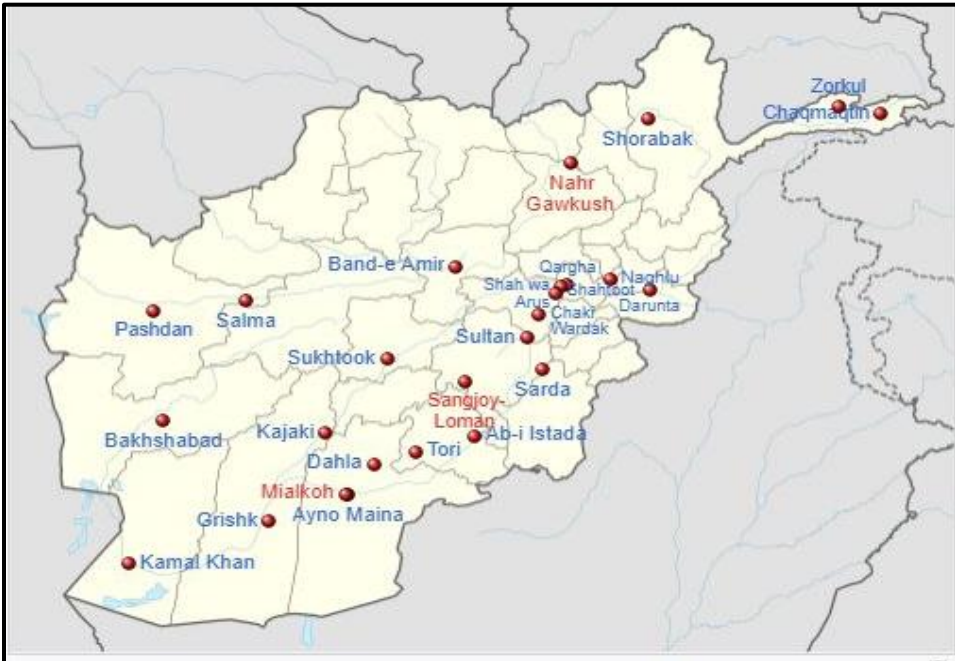 Zorkul
Chaqmaqtin
Shorabak
Nahr
Gawkush
Band-e Amir
Qargha
Shah wa
Arus
Shahtoot
Naghlu
Darunta
Chakr
Wardak
Pashdan
Salma
Sultan
Sukhtook
Sarda
Sangjoy-
Loman
Bakhshabad
Kajaki
Ab-i Istada
Tori
Dahla
Mialkoh
Ayno Maina
Grishk
Kamal Khan